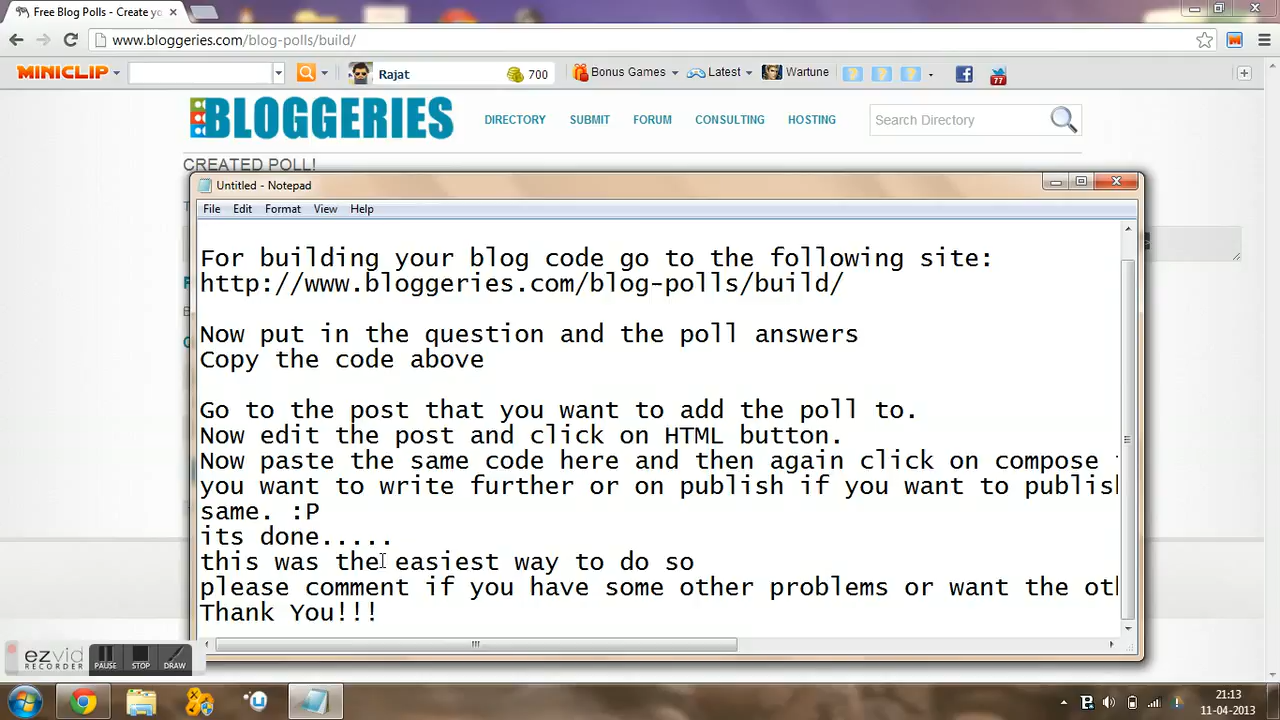 Free Blog Polls - Create yo
www.bloggeries.com/blog-polls/build/
MINICLIP
Rajat
700
Bonus Games
Latest
Wartune
77
BLOGGERIES
DIRECTORY
SUBMIT
FORUM
CONSULTING
HOSTING
Search Directory
CREATED POLL!
Untitled - Notepad
File Edit Format View Help
For building your blog code go to the following site:
http://www.bloggeries.com/blog-polls/build/
Now put in the question and the poll answers
Copy the code above
Go to the post that you want to add the poll to.
Now edit the post and click on HTML button.
Now paste the same code here and then again click on compose
you want to write further or on publish if you want to publish
same. :P
its done.....
this was the easiest way to do so
please comment if you have some other problems or want the oth
Thank You!!!
ezvid
RECORDER
PAUSE
STOP
DRAW
21:13
11-04-2013